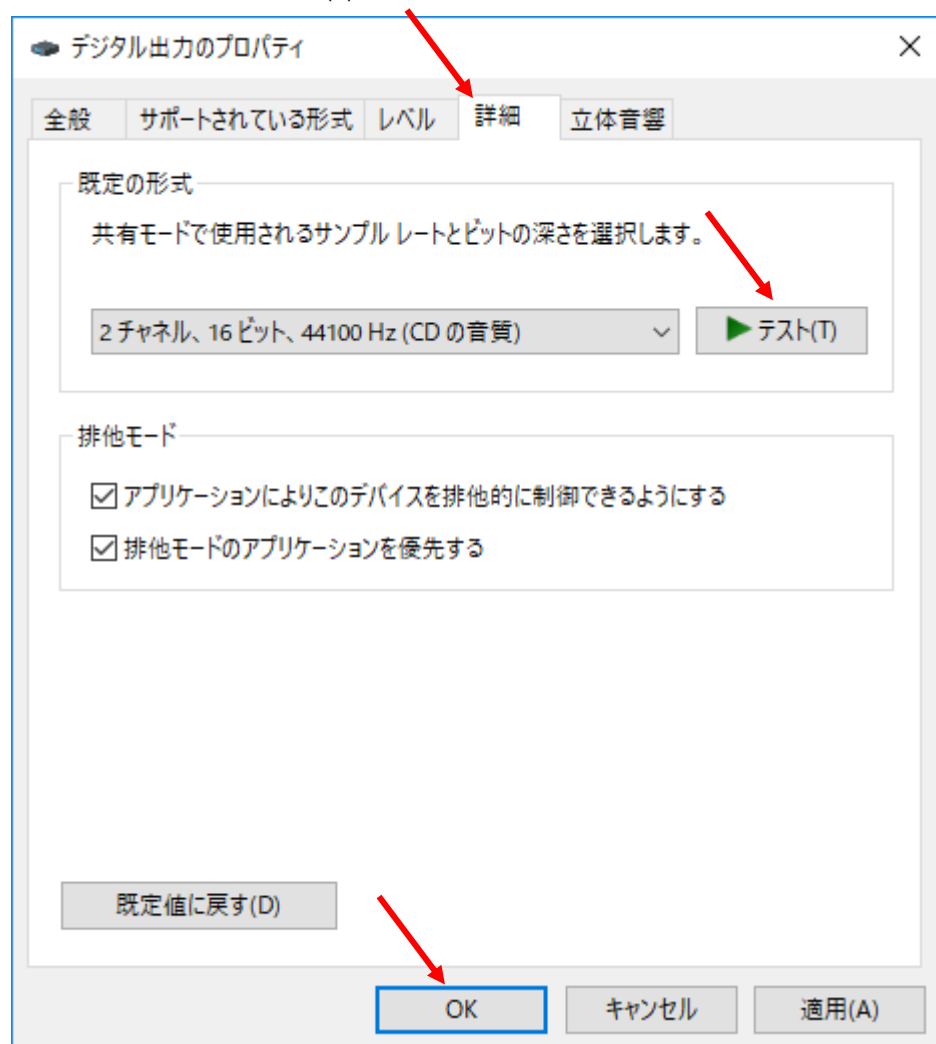 デジタル出力のプロパティ
全般 サポートされている形式 レベル 詳細 立体音響
既定の形式
共有モードで使用されるサンプル レートとビットの深さを選択します。
2 チャネル、16 ビット、44100 Hz (CD の音質)
テスト(T)
排他モード
アプリケーションによりこのデバイスを排他的に制御できるようにする
排他モードのアプリケーションを優先する
既定値に戻す(D)
OK キャンセル 適用(A)